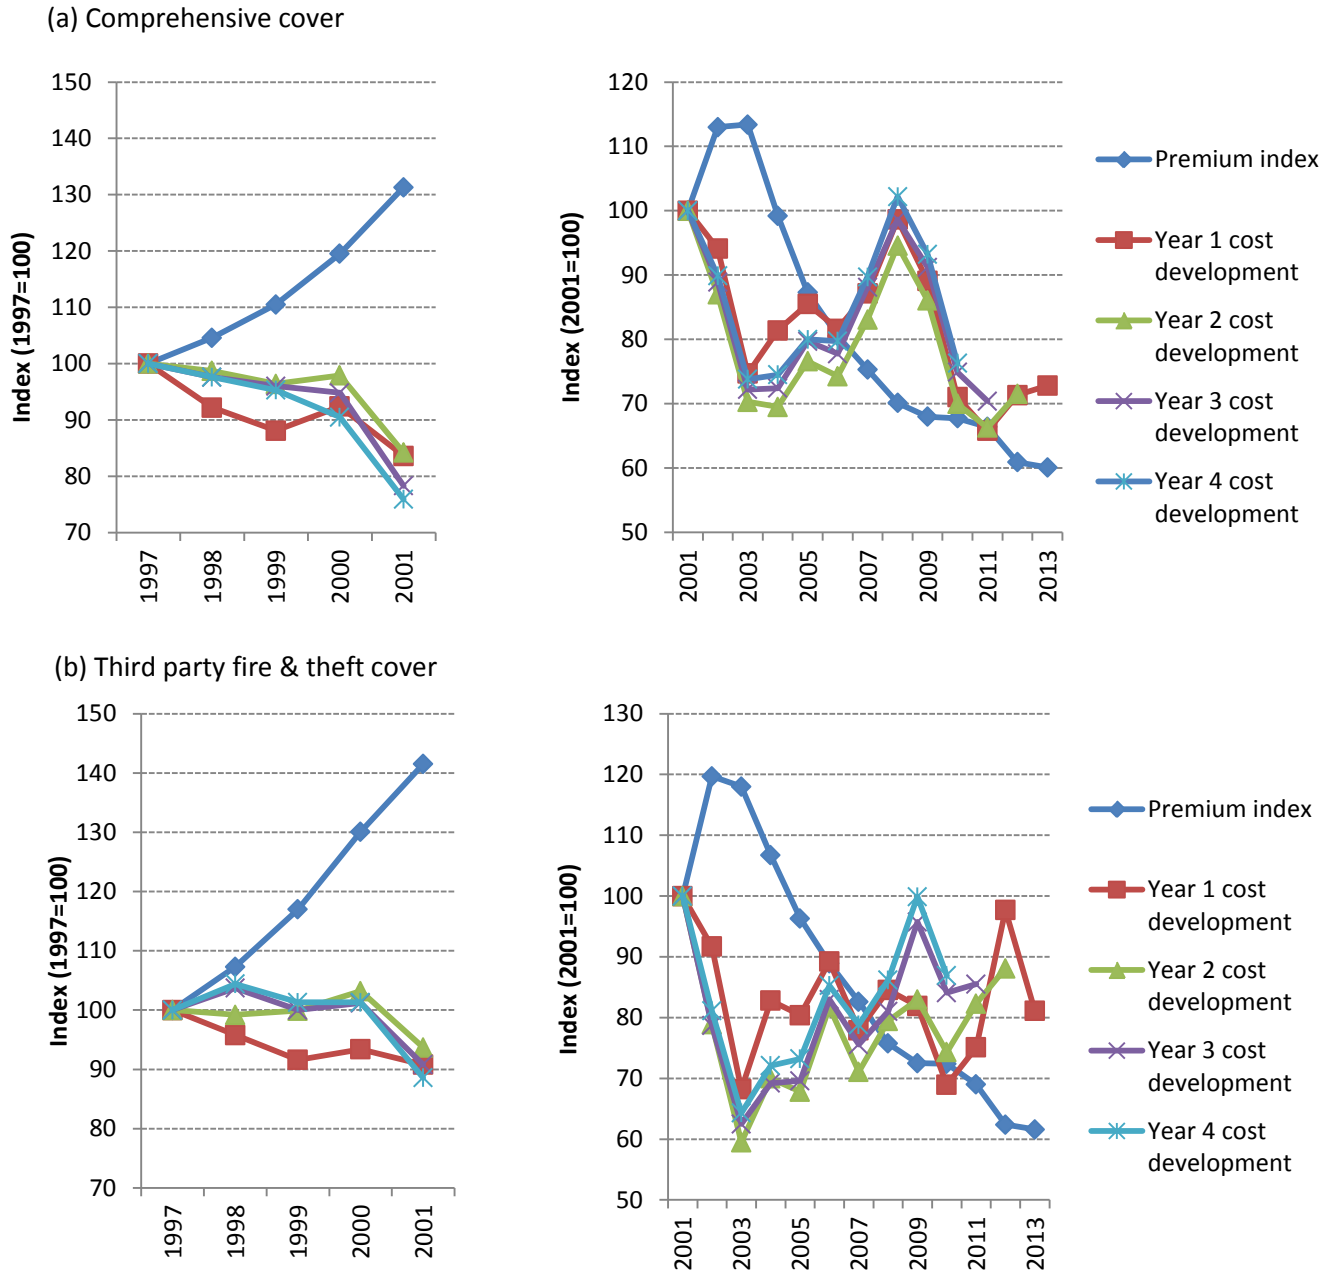 (a) Comprehensive cover
150
140
130
120
110
100
90
80
70
Index (1997=100)
1997
1998
1999
2000
2001
120
110
100
90
80
70
60
50
Index (2001=100)
2001
2003
2005
2007
2009
2011
2013
Premium index
Year 1 cost
development
Year 2 cost
development
Year 3 cost
development
Year 4 cost
development
(b) Third party fire & theft cover
150
140
130
120
110
100
90
80
70
Index (1997=100)
1997
1998
1999
2000
2001
130
120
110
100
90
80
70
60
50
Index (2001=100)
2001
2003
2005
2007
2009
2011
2013
Premium index
Year 1 cost
development
Year 2 cost
development
Year 3 cost
development
Year 4 cost
development